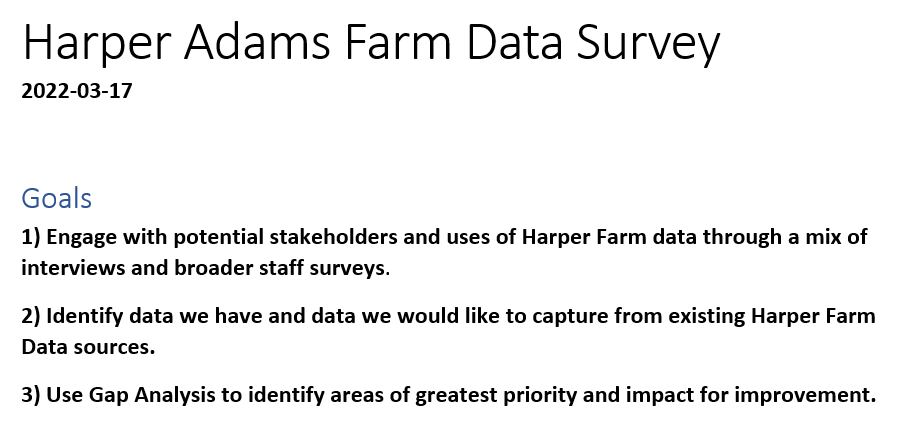 Harper Adams Farm Data Survey
2022-03-17
Goals
1) Engage with potential stakeholders and uses of Harper Farm data through a mix of
interviews and broader staff surveys.
2) Identify data we have and data we would like to capture from existing Harper Farm
Data sources.
3) Use Gap Analysis to identify areas of greatest priority and impact for improvement.